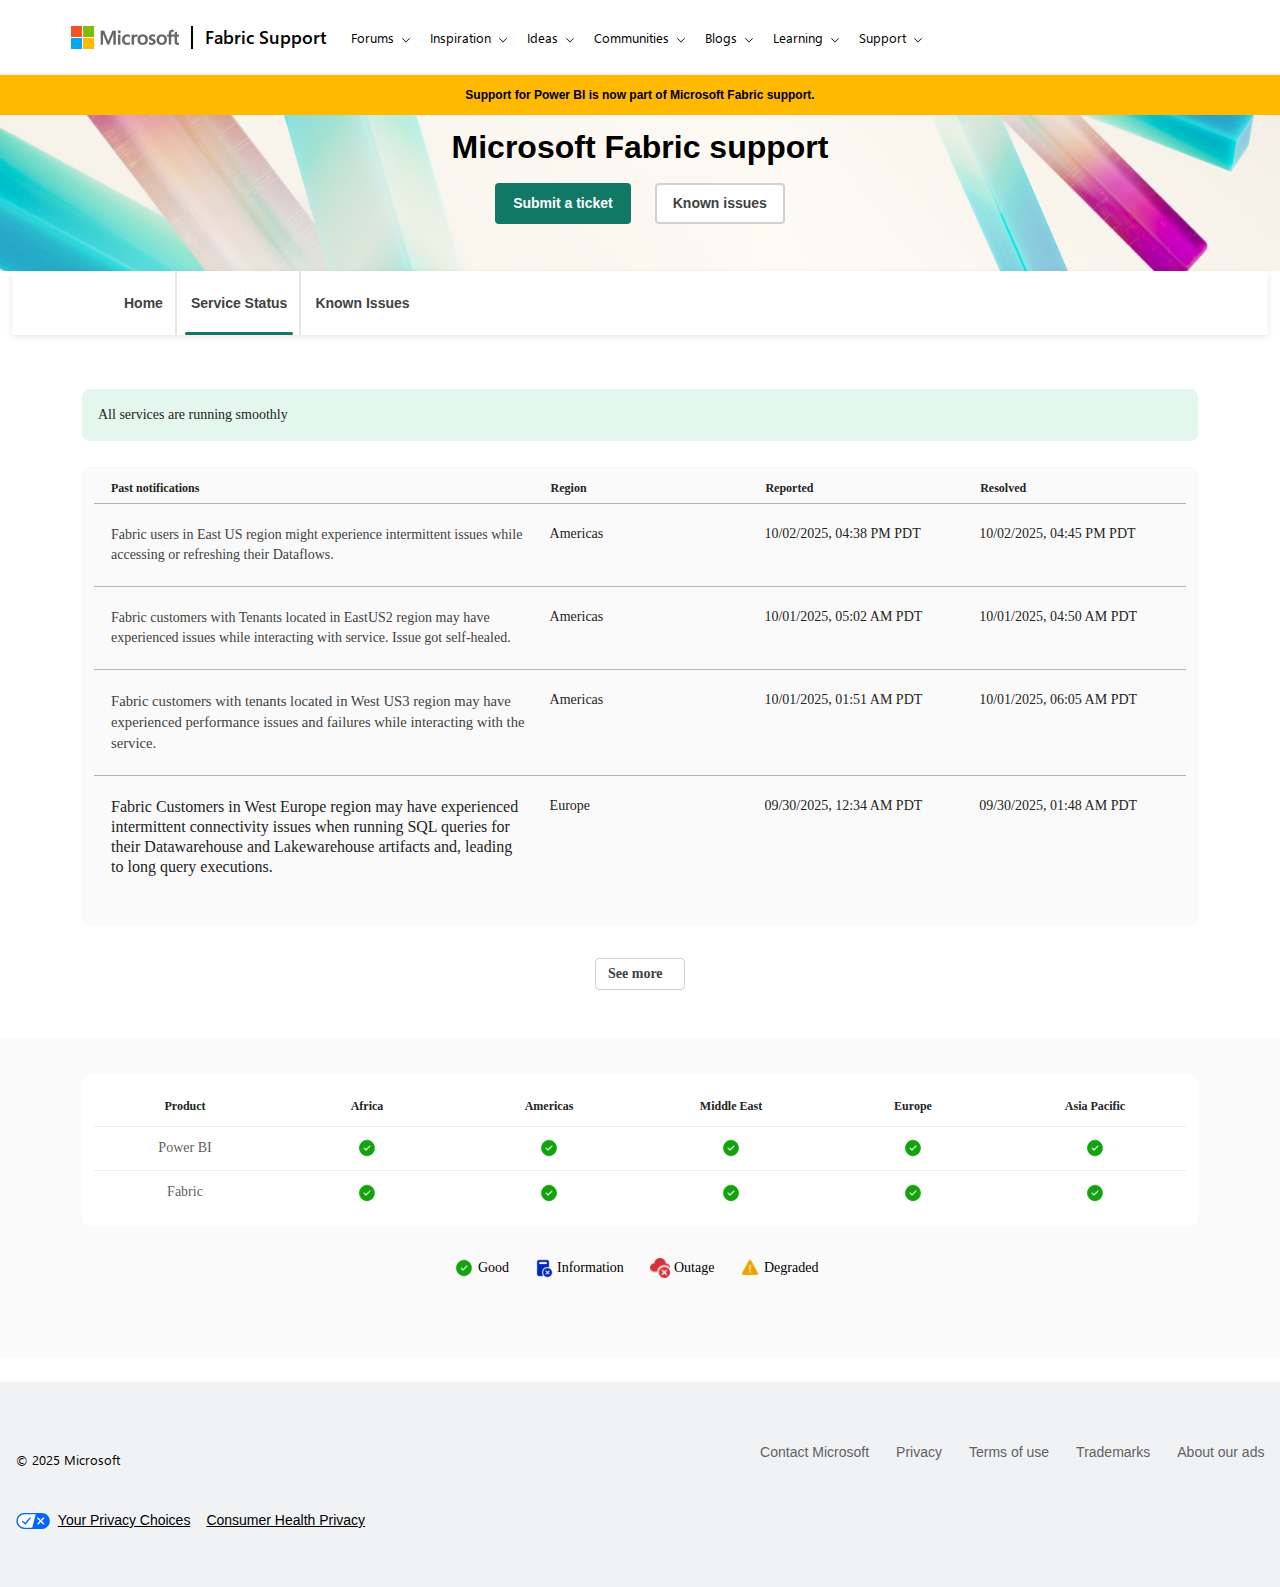 Microsoft | Fabric Support Forums Inspiration Ideas Communities Blogs Learning Support
Support for Power BI is now part of Microsoft Fabric support.
Microsoft Fabric support
Submit a ticket Known issues
Home Service Status Known Issues
All services are running smoothly
Past notifications Region Reported Resolved
Fabric users in East US region might experience intermittent issues while Americas 10/02/2025, 04:38 PM PDT 10/02/2025, 04:45 PM PDT
accessing or refreshing their Dataflows.
Fabric customers with Tenants located in EastUS2 region may have Americas 10/01/2025, 05:02 AM PDT 10/01/2025, 04:50 AM PDT
experienced issues while interacting with service. Issue got self-healed.
Fabric customers with tenants located in West US3 region may have Americas 10/01/2025, 01:51 AM PDT 10/01/2025, 06:05 AM PDT
experienced performance issues and failures while interacting with the
service.
Fabric Customers in West Europe region may have experienced Europe 09/30/2025, 12:34 AM PDT 09/30/2025, 01:48 AM PDT
intermittent connectivity issues when running SQL queries for
their Datawarehouse and Lakewarehouse artifacts and, leading
to long query executions.
See more
Product Africa Americas Middle East Europe Asia Pacific
Power BI
Fabric
Good Information Outage Degraded
Contact Microsoft Privacy Terms of use Trademarks About our ads
© 2025 Microsoft
Your Privacy Choices Consumer Health Privacy